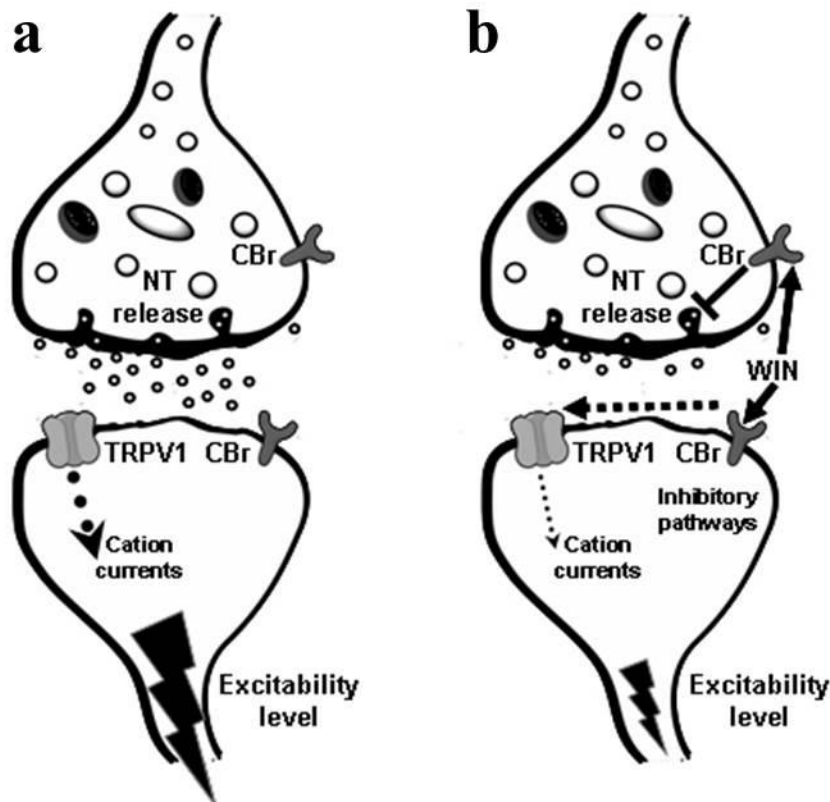 a
CBr
NT
release
TRPV1 CBr
Cation
currents
Excitability
level
b
CBr
NT
release
WIN
TRPV1 CBr
Inhibitory
pathways
Cation
currents
Excitability
level